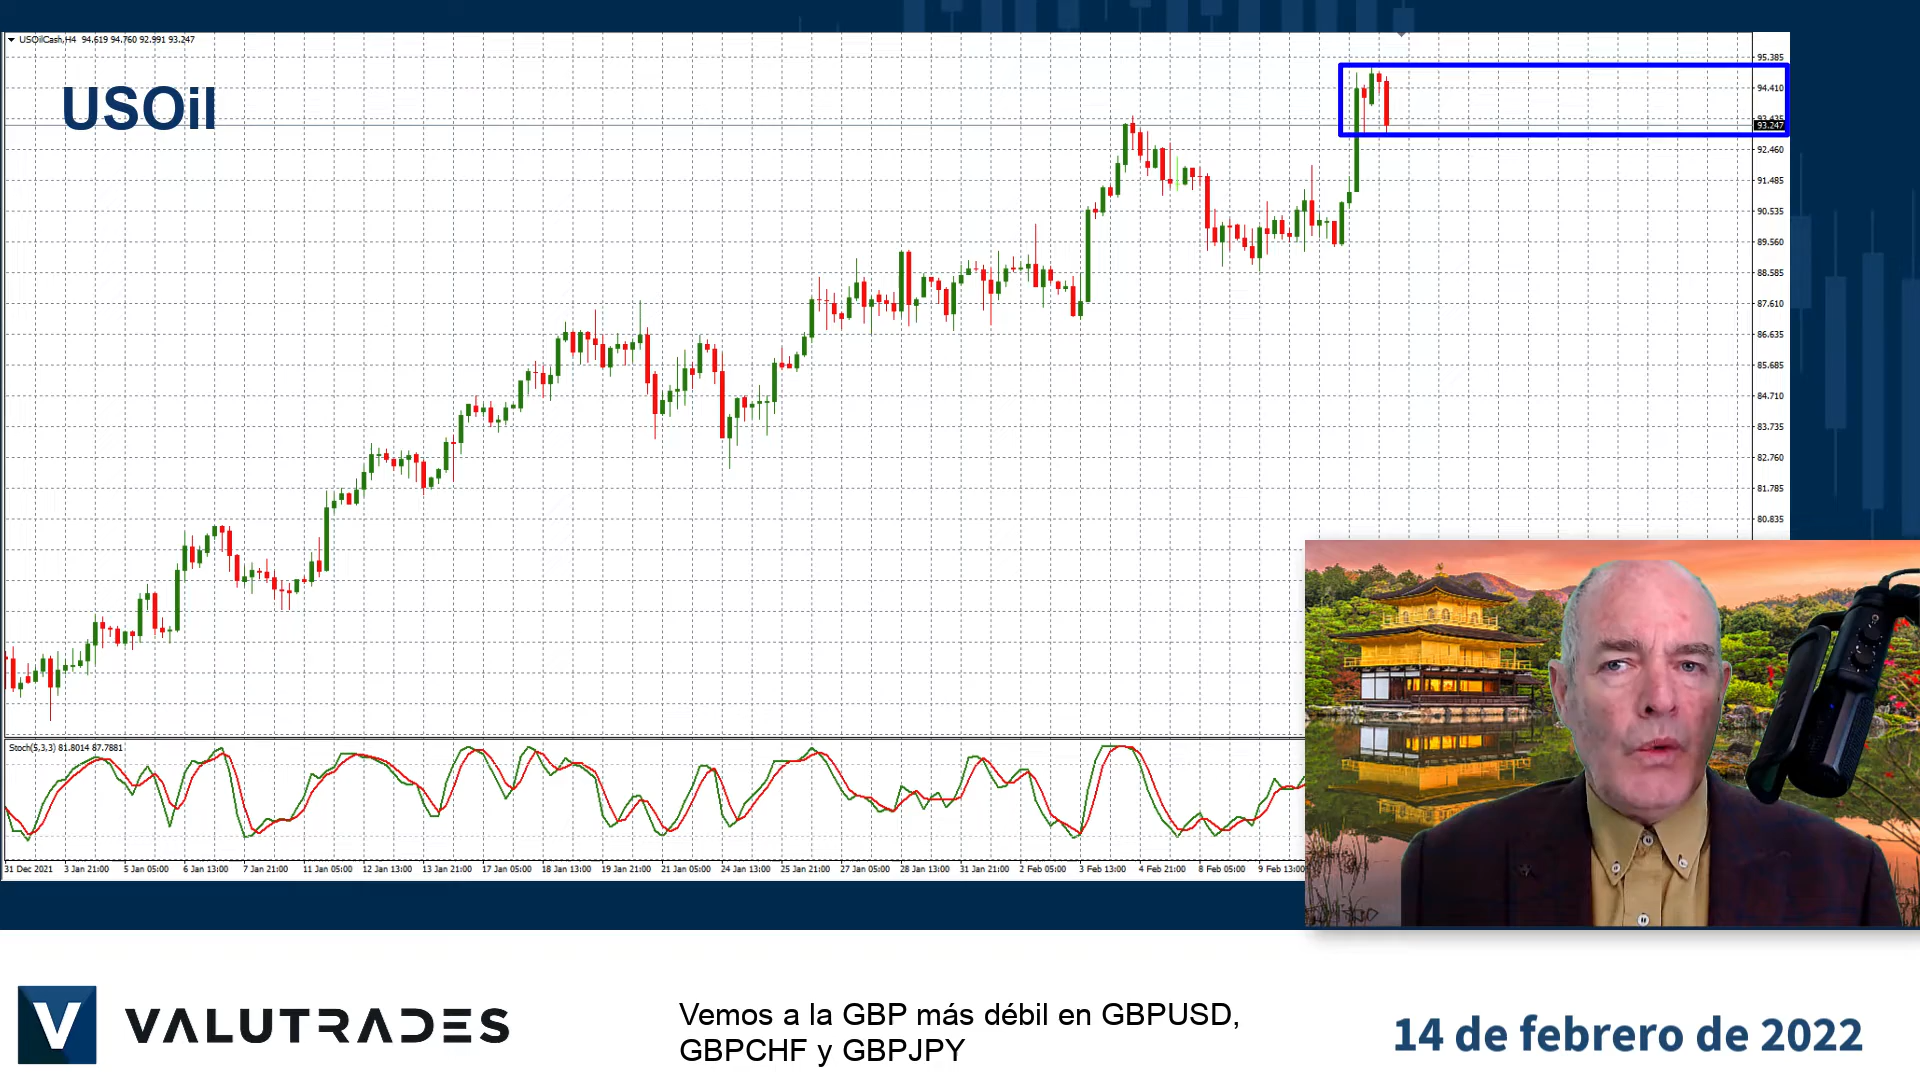 USOilCash,H4 94.619 94.760 92.991 93.247
USOil
95.385
94.410
93.247
92.460
91.485
90.535
89.560
88.585
87.610
86.635
85.685
84.710
83.735
82.760
81.785
80.835
Stoch(5,3,3) 81.8014 87.7881
31 Dec 2021 3 Jan 21:00 5 Jan 05:00 6 Jan 13:00 7 Jan 21:00 11 Jan 05:00 12 Jan 13:00 13 Jan 21:00 17 Jan 05:00 18 Jan 13:00 19 Jan 21:00 21 Jan 05:00 24 Jan 13:00 25 Jan 21:00 27 Jan 05:00 28 Jan 13:00 31 Jan 21:00 2 Feb 05:00 3 Feb 13:00 4 Feb 21:00 8 Feb 05:00 9 Feb 13:00
V VALUTRADES
Vemos a la GBP más débil en GBPUSD,
GBPCHF y GBPJPY
14 de febrero de 2022